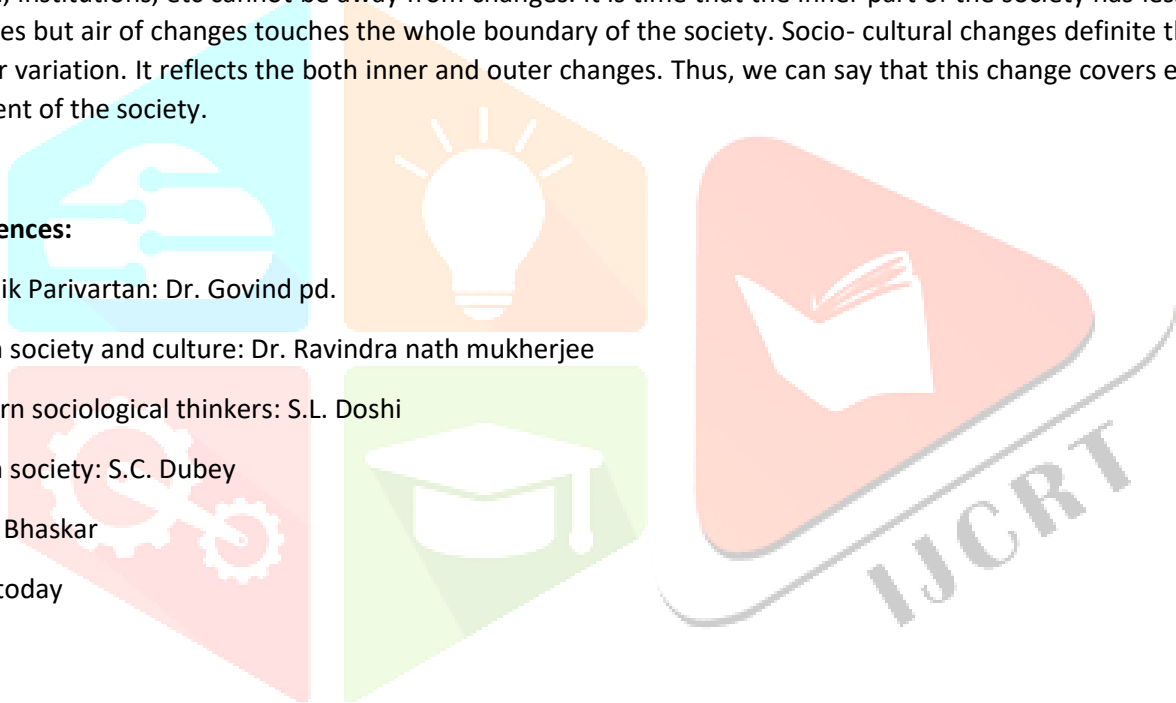 , institutions, ets cannot be away from changes. It is time that the inner part of the society has lea
es but air of changes touches the whole boundary of the society. Socio- cultural changes definite th
r variation. It reflects the both inner and outer changes. Thus, we can say that this change covers e
ent of the society.
ences:
ik Parivartan: Dr. Govind pd.
n society and culture: Dr. Ravindra nath mukherjee
rn sociological thinkers: S.L. Doshi
n society: S.C. Dubey
Bhaskar
today
IJCRT